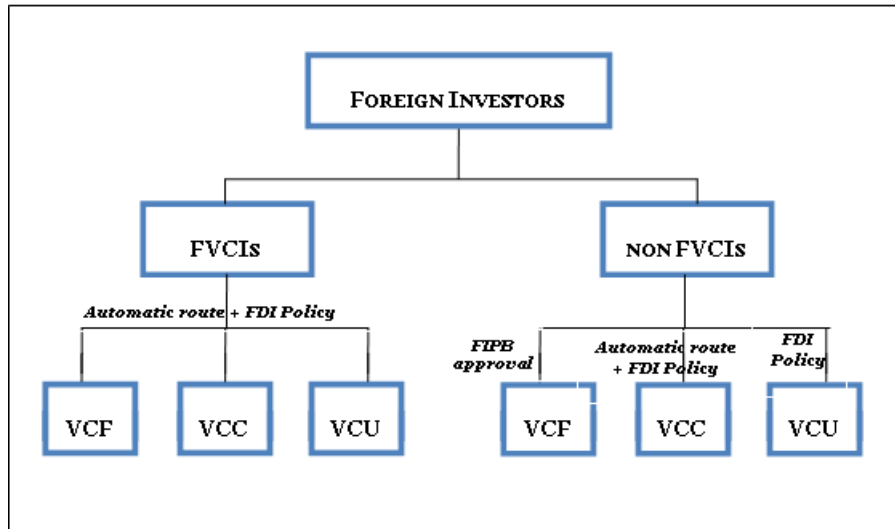 FOREIGN INVESTORS
FVCIs
NON FVCIs
Automatic route + FDI Policy
FIPB
approval
Automatic route
+ FDI Policy
FDI
Policy
VCF
VCC
VCU
VCF
VCC
VCU